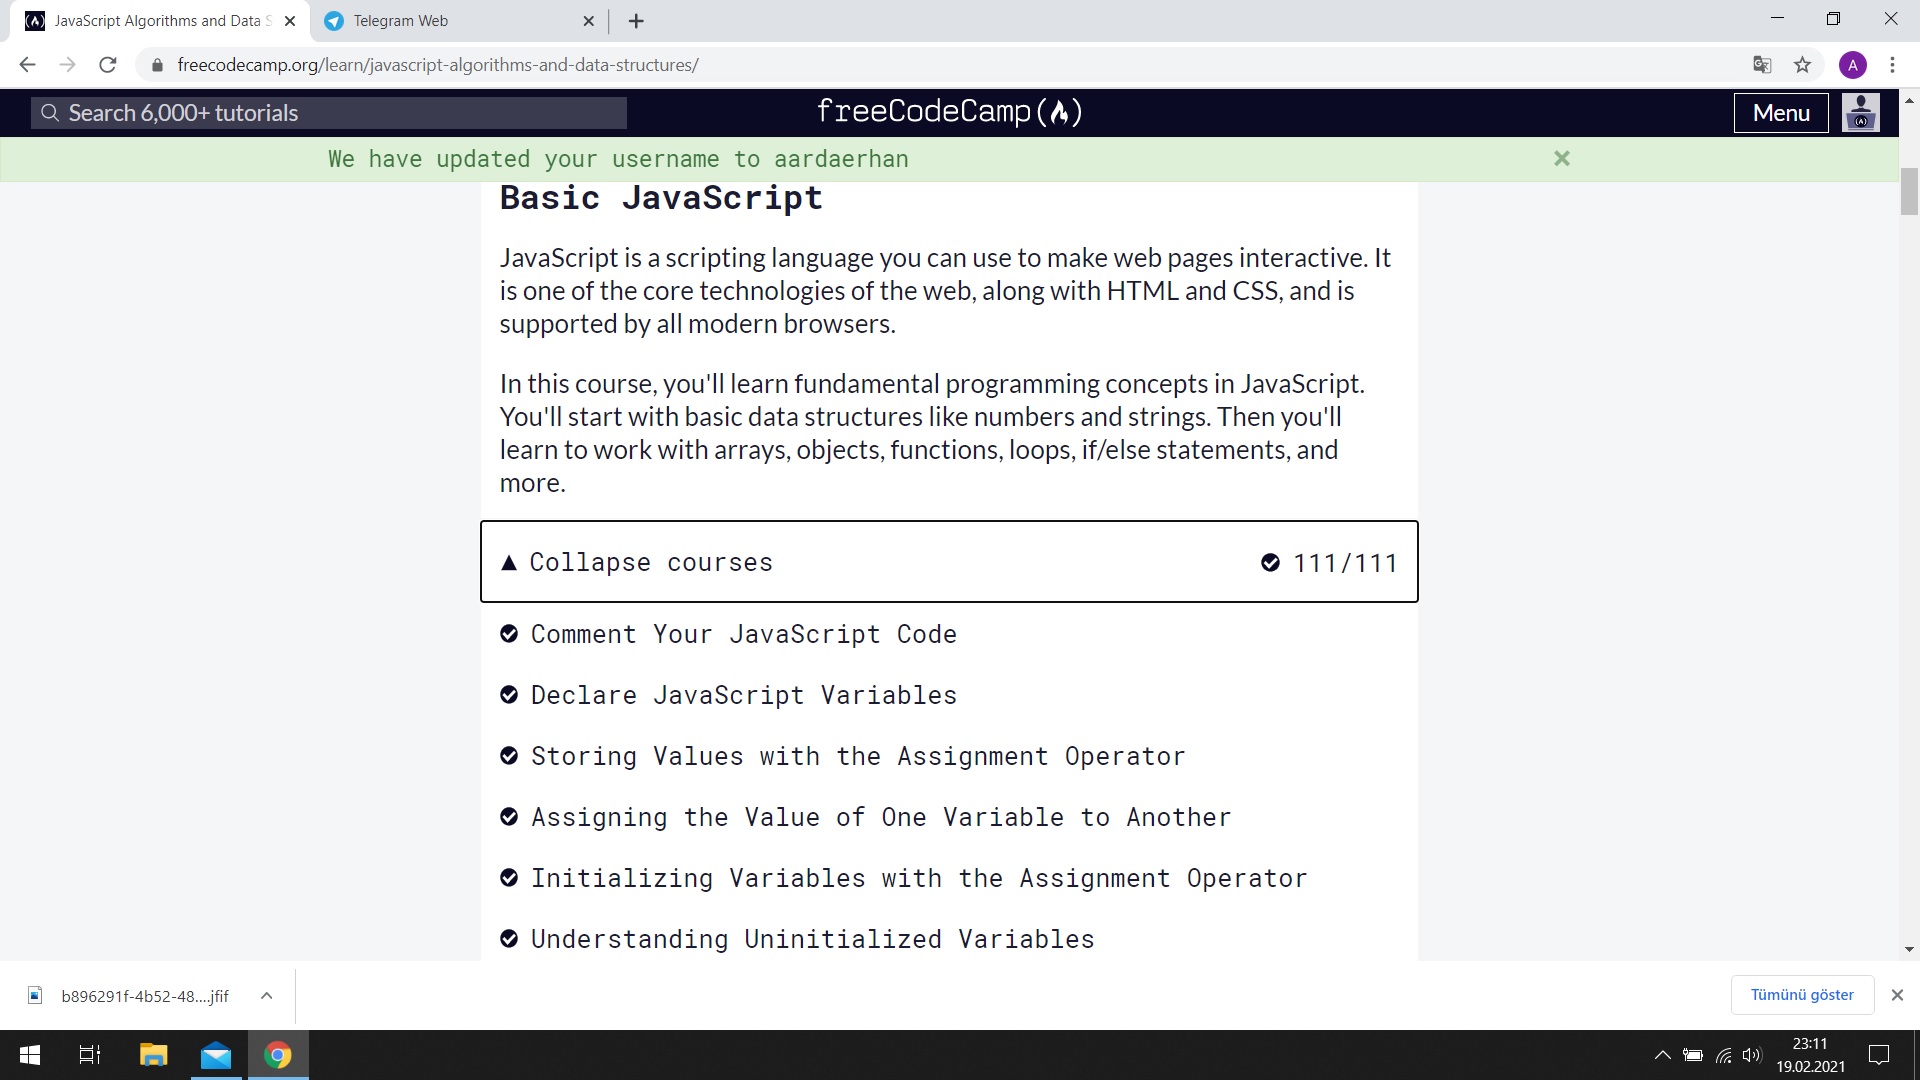 JavaScript Algorithms and Data S
Telegram Web
freecodecamp.org/learn/javascript-algorithms-and-data-structures/
A
Search 6,000+ tutorials
freeCodeCamp(🔥)
Menu
We have updated your username to aardaerhan
Basic JavaScript
JavaScript is a scripting language you can use to make web pages interactive. It
is one of the core technologies of the web, along with HTML and CSS, and is
supported by all modern browsers.
In this course, you'll learn fundamental programming concepts in JavaScript.
You'll start with basic data structures like numbers and strings. Then you'll
learn to work with arrays, objects, functions, loops, if/else statements, and
more.
Collapse courses 111/111
Comment Your JavaScript Code
Declare JavaScript Variables
Storing Values with the Assignment Operator
Assigning the Value of One Variable to Another
Initializing Variables with the Assignment Operator
Understanding Uninitialized Variables
b896291f-4b52-48....jfif
Tümünü göster
23:11
19.02.2021